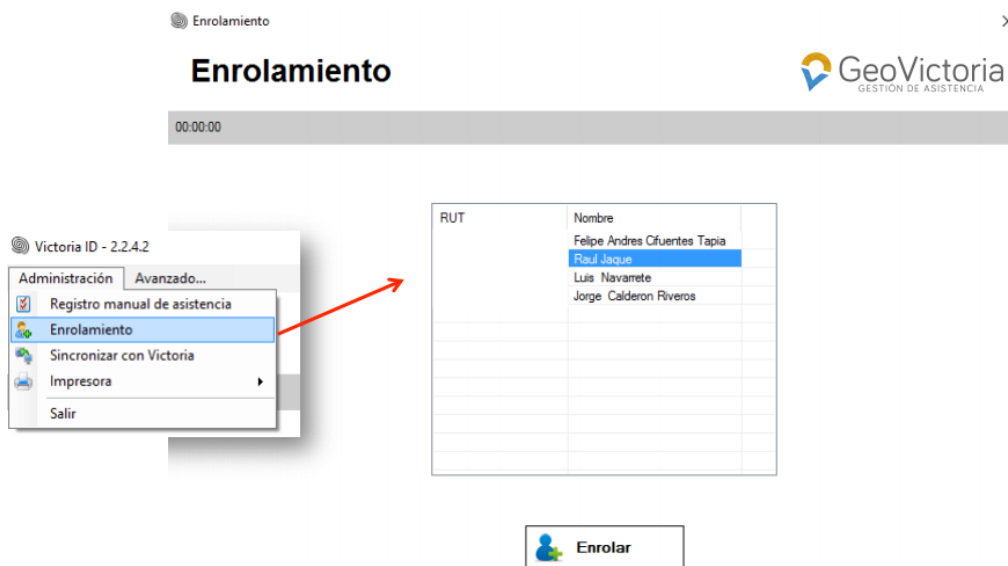 Enrolamiento
Enrolamiento
GeoVictoria
GESTIÓN DE ASISTENCIA
00:00:00
RUT Nombre
Felipe Andres Cifuentes Tapia
Raul Jaque
Luis Navarrete
Jorge Calderon Riveros
Victoria ID - 2.2.4.2
Administración Avanzado...
Registro manual de asistencia
Enrolamiento
Sincronizar con Victoria
Impresora
Salir
Enrolar